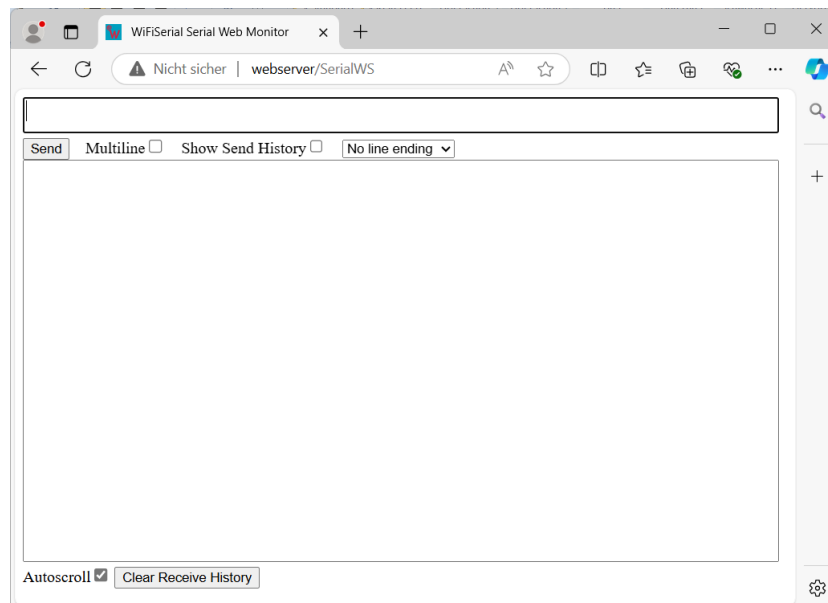 WiFiSerial Serial Web Monitor
Nicht sicher | webserver/SerialWS
Send Multiline Show Send History No line ending
Autoscroll Clear Receive History